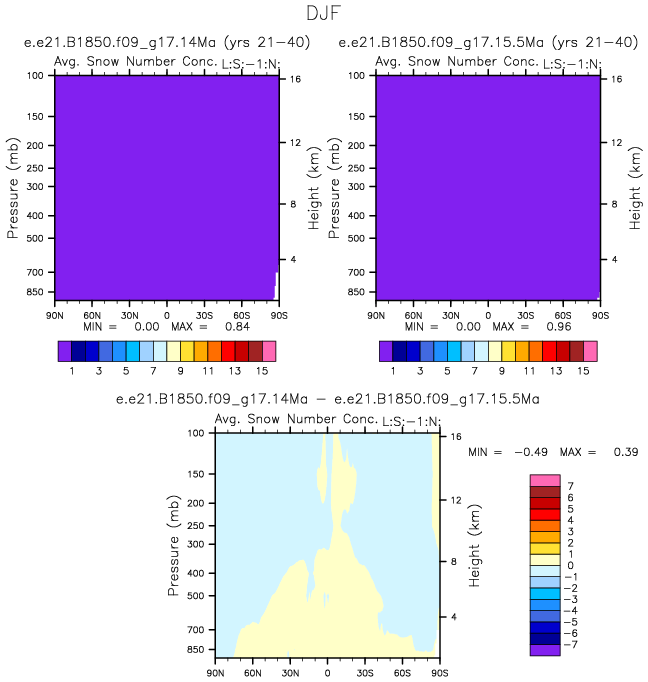 DJF
e.e21.B1850.f09_g17.14Ma (yrs 21-40)
Avg. Snow Number Conc. L:S:-1:N:
100
150
200
250
300
400
500
700
850
Pressure (mb)
16
12
8
4
Height (km)
90N 60N 30N 0 30S 60S 90S
MIN = 0.00 MAX = 0.84
1 3 5 7 9 11 13 15
e.e21.B1850.f09_g17.15.5Ma (yrs 21-40)
Avg. Snow Number Conc. L:S:-1:N:
100
150
200
250
300
400
500
700
850
Pressure (mb)
16
12
8
4
Height (km)
90N 60N 30N 0 30S 60S 90S
MIN = 0.00 MAX = 0.96
1 3 5 7 9 11 13 15
e.e21.B1850.f09_g17.14Ma - e.e21.B1850.f09_g17.15.5Ma
Avg. Snow Number Conc. L:S:-1:N:
100
150
200
250
300
400
500
700
850
Pressure (mb)
16
12
8
4
Height (km)
90N 60N 30N 0 30S 60S 90S
MIN = -0.49 MAX = 0.39
7
6
5
4
3
2
1
0
-1
-2
-3
-4
-5
-6
-7